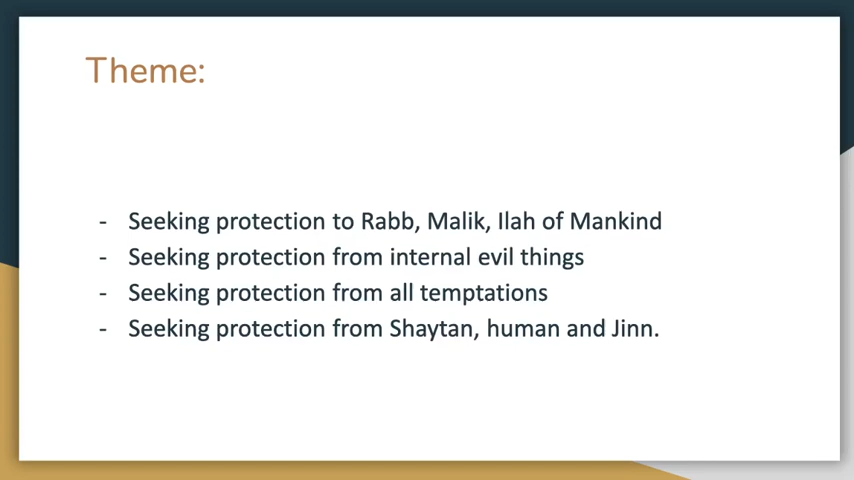 Theme:
- Seeking protection to Rabb, Malik, Ilah of Mankind
- Seeking protection from internal evil things
- Seeking protection from all temptations
- Seeking protection from Shaytan, human and Jinn.